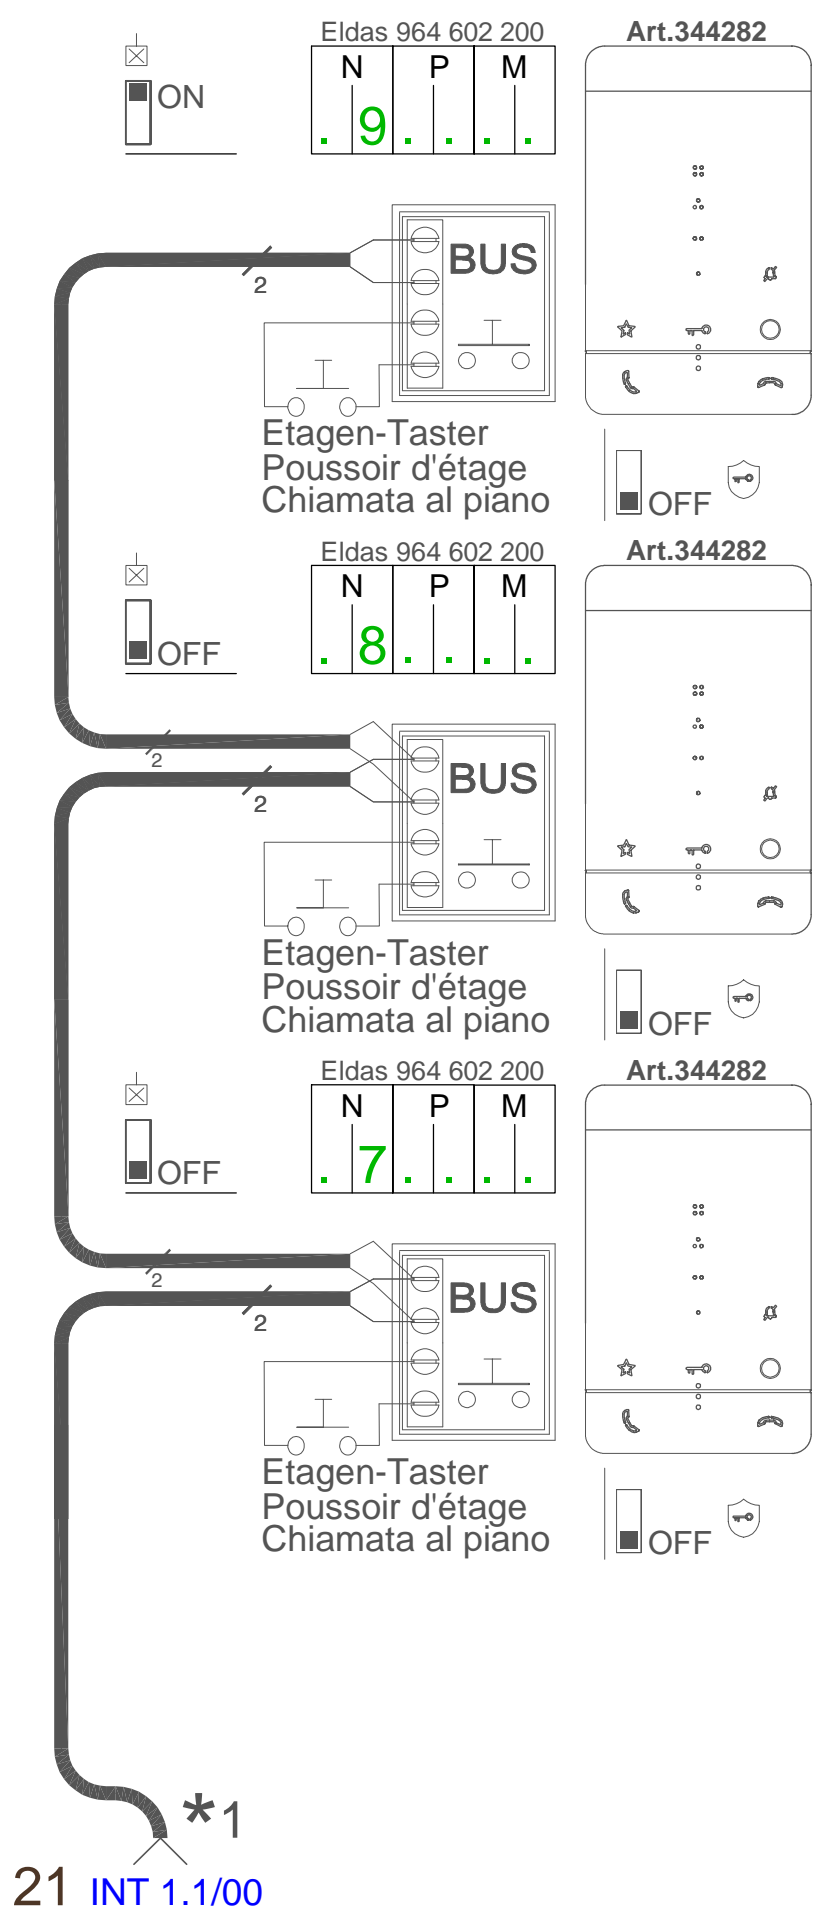 Eldas 964 602 200 Art.344282
ON
N P M
. 9 . . . .
BUS
2
Etagen-Taster
Poussoir d'étage
Chiamata al piano
OFF
Eldas 964 602 200 Art.344282
N P M
OFF
. 8 . . . .
2
BUS
2
Etagen-Taster
Poussoir d'étage
Chiamata al piano
OFF
Eldas 964 602 200 Art.344282
N P M
OFF
. 7 . . . .
2
BUS
2
Etagen-Taster
Poussoir d'étage
Chiamata al piano
OFF
*1
21 INT 1.1/00